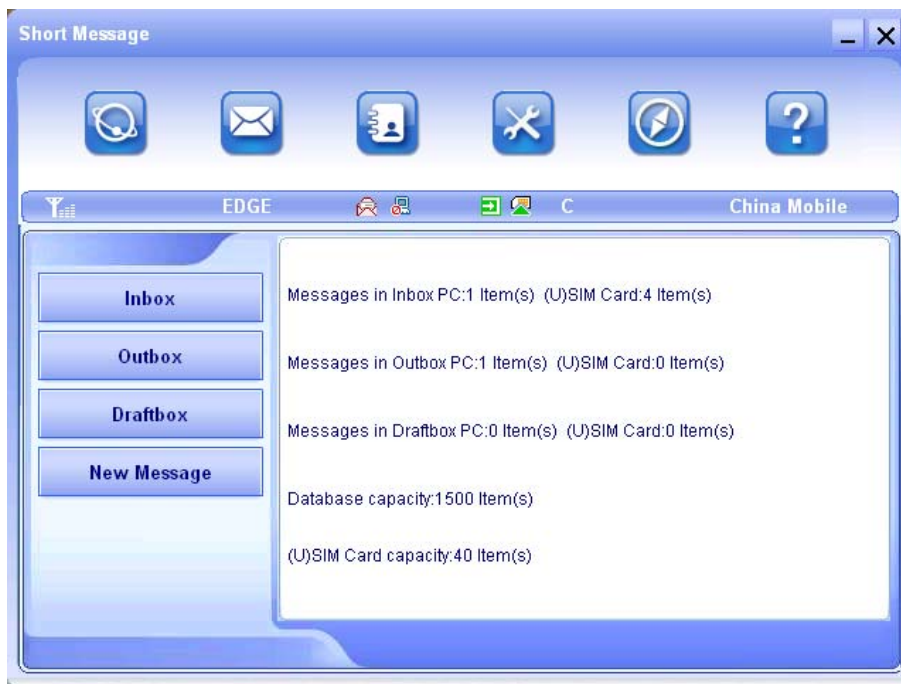 Short Message
EDGE C China Mobile
Inbox
Outbox
Draftbox
New Message
Messages in Inbox PC:1 Item(s) (U)SIM Card:4 Item(s)
Messages in Outbox PC:1 Item(s) (U)SIM Card:0 Item(s)
Messages in Draftbox PC:0 Item(s) (U)SIM Card:0 Item(s)
Database capacity:1500 Item(s)
(U)SIM Card capacity:40 Item(s)